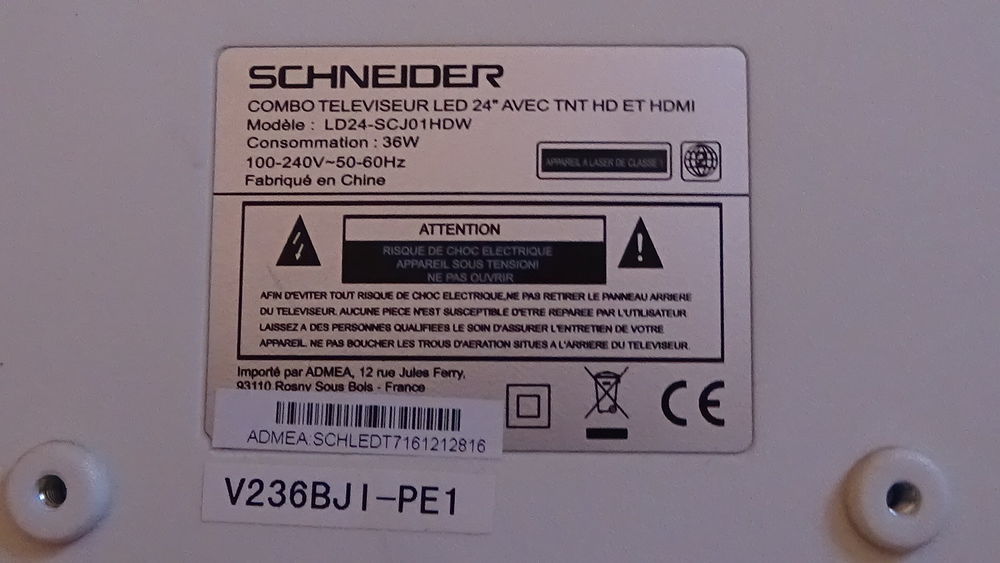 SCHNEIDER
COMBO TELEVISEUR LED 24" AVEC TNT HD ET HDMI
Modèle : LD24-SCJ01HDW
Consommation : 36W
100-240V~50-60Hz
Fabriqué en Chine
APPAREIL A LASER DE CLASSE 1
2
ATTENTION
RISQUE DE CHOC ELECTRIQUE
APPAREIL SOUS TENSION!
NE PAS OUVRIR
AFIN D'EVITER TOUT RISQUE DE CHOC ELECTRIQUE,NE PAS RETIRER LE PANNEAU ARRIERE
DU TELEVISEUR. AUCUNE PIECE N'EST SUSCEPTIBLE D'ETRE REPAREE PAR L'UTILISATEUR
LAISSEZ A DES PERSONNES QUALIFIEES LE SOIN D'ASSURER L'ENTRETIEN DE VOTRE
APPAREIL. NE PAS BOUCHER LES TROUS D'AERATION SITUES A L'ARRIERE DU TELEVISEUR.
Importé par ADMEA, 12 rue Jules Ferry,
93110 Rosny Sous Bois - France
CE
ADMEA:SCHLEDT7161212816
V236BJ1-PE1